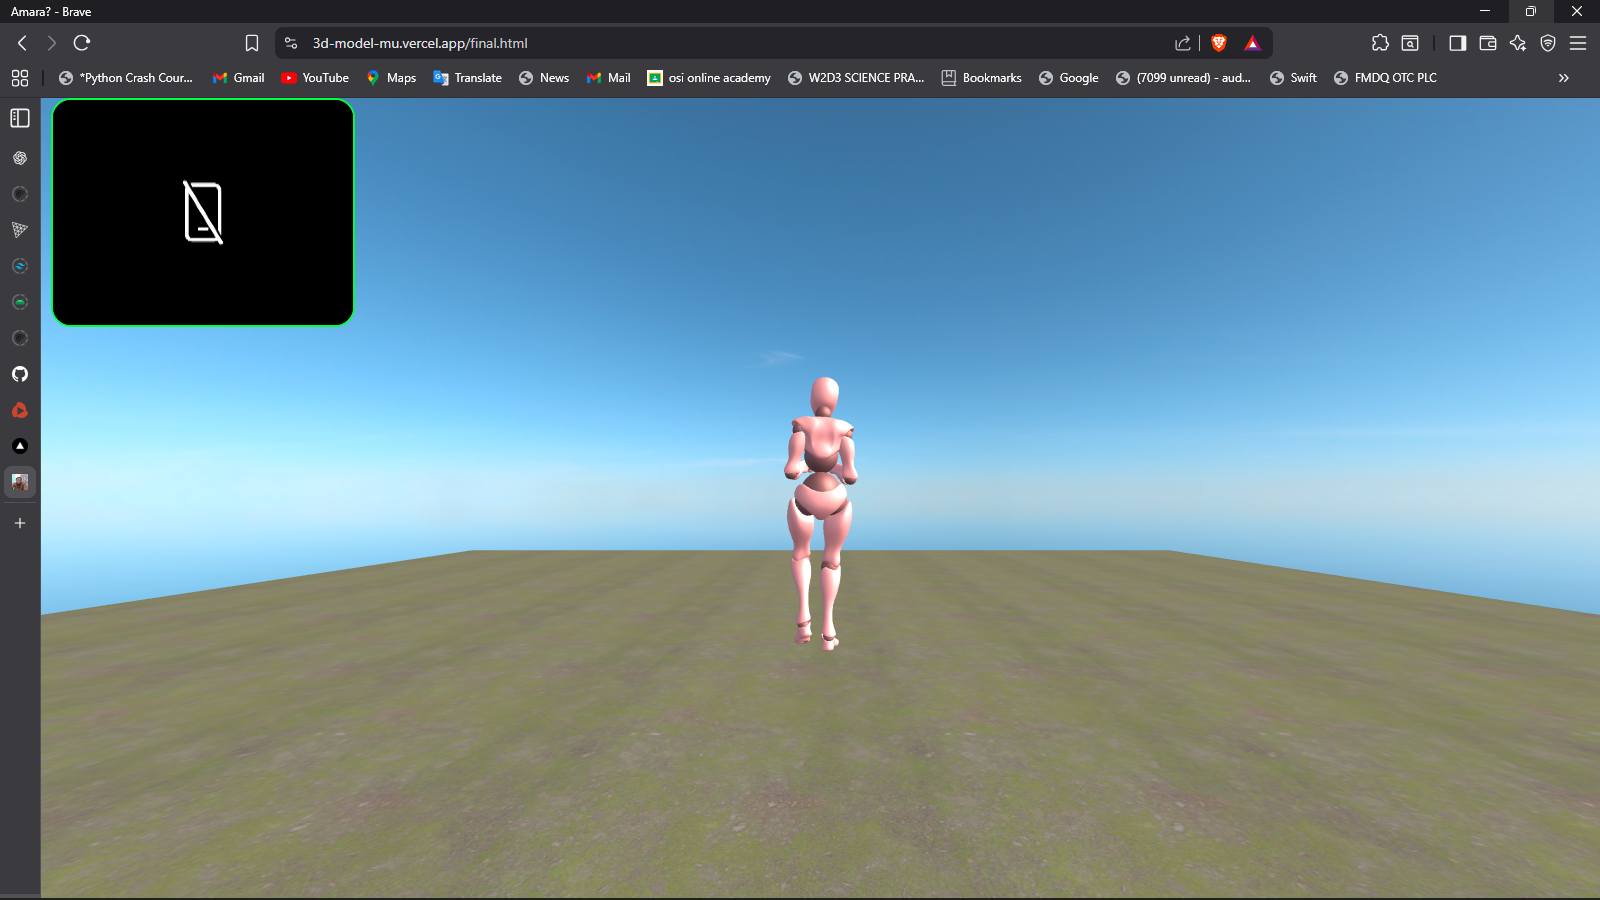 Amara? - Brave
3d-model-mu.vercel.app/final.html
*Python Crash Cour... Gmail YouTube Maps Translate News Mail osi online academy W2D3 SCIENCE PRA... Bookmarks Google (7099 unread) - aud... Swift FMDQ OTC PLC »